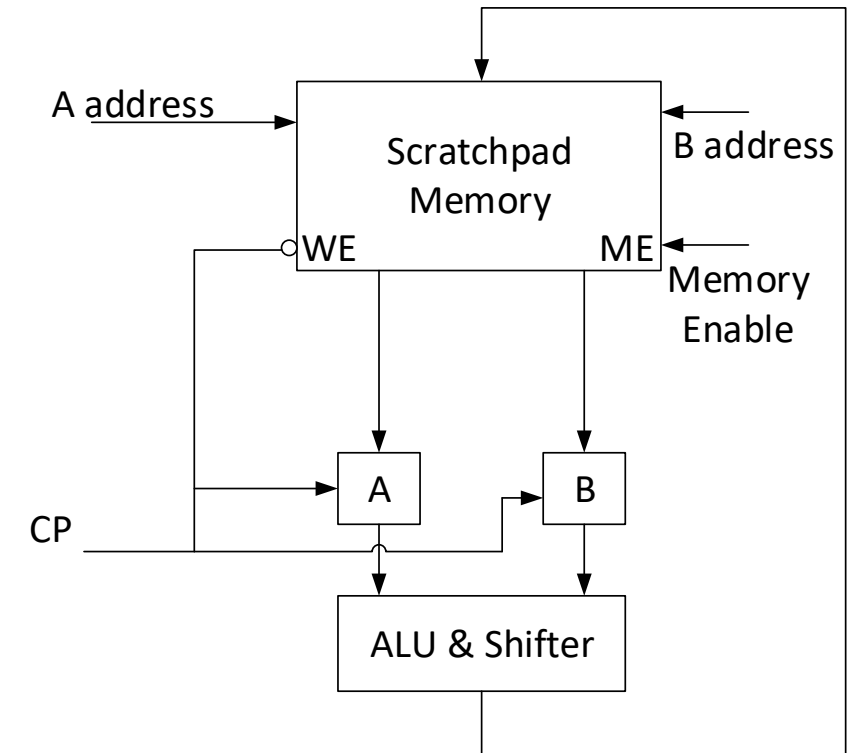 A address
Scratchpad
Memory
B address
WE
ME
Memory
Enable
A
B
CP
ALU & Shifter